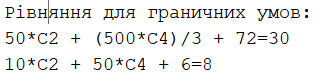 Рівняння для граничних умов:
50*C2 + (500*C4)/3 + 72=30
10*C2 + 50*C4 + 6=8